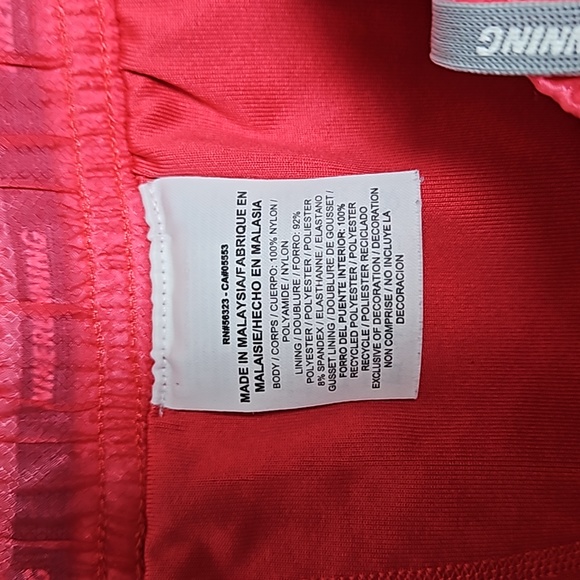 RN#56323 - CA#05553
MADE IN MALAYSIA/FABRIQUE EN
MALAISIE/HECHO EN MALASIA
BODY / CORPS / CUERPO: 100% NYLON /
POLYAMIDE / NYLON
LINING / DOUBLURE / FORRO: 92%
POLYESTER / POLYESTER / POLIESTER
8% SPANDEX / ELASTHANNE / ELASTANO
GUSSET LINING / DOUBLURE DE GOUSSET /
FORRO DEL PUENTE INTERIOR: 100%
RECYCLED POLYESTER / POLYESTER
RECYCLE / POLIESTER RECICLADO
EXCLUSIVE OF DECORATION / DECORATION
NON COMPRISE / NO INCLUYE LA
DECORACION
NNING
RUNNING